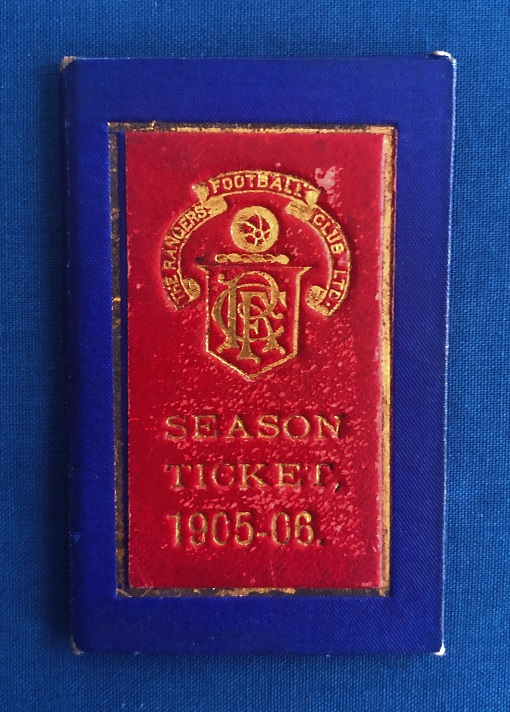 THE RANGERS FOOTBALL CLUB LTD.
RFC
SEASON
TICKET,
1905-06.